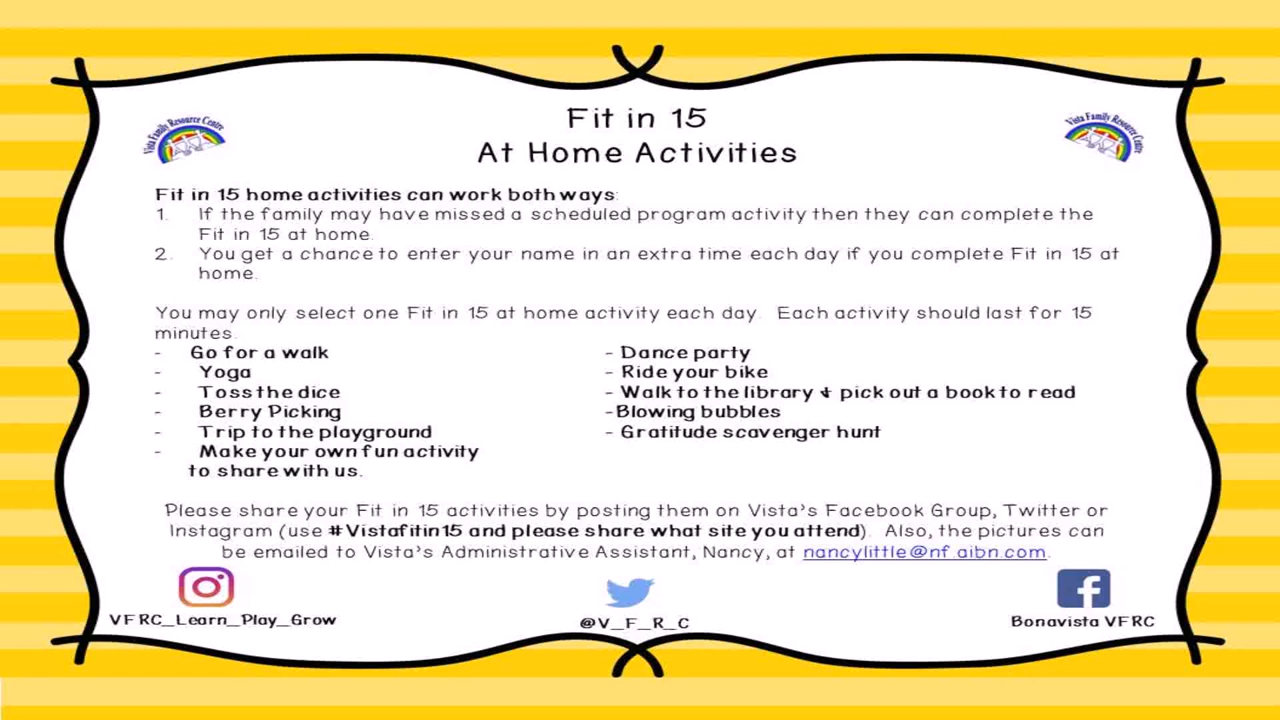 Vista Family Resource Centre
Vista Family Resource Centre
Fit in 15
At Home Activities
Fit in 15 home activities can work both ways:
1. If the family may have missed a scheduled program activity then they can complete the
Fit in 15 at home.
2. You get a chance to enter your name in an extra time each day if you complete Fit in 15 at
home.
You may only select one Fit in 15 at home activity each day. Each activity should last for 15
minutes.
- Go for a walk
- Yoga
- Toss the dice
- Berry Picking
- Trip to the playground
- Make your own fun activity
to share with us.
- Dance party
- Ride your bike
- Walk to the library & pick out a book to read
-Blowing bubbles
- Gratitude scavenger hunt
Please share your Fit in 15 activities by posting them on Vista's Facebook Group, Twitter or
Instagram (use #Vistafitin15 and please share what site you attend). Also, the pictures can
be emailed to Vista's Administrative Assistant, Nancy, at nancylittle@nf.aibn.com.
VFRC_Learn_Play_Grow
@V_F_R_C
Bonavista VFRC